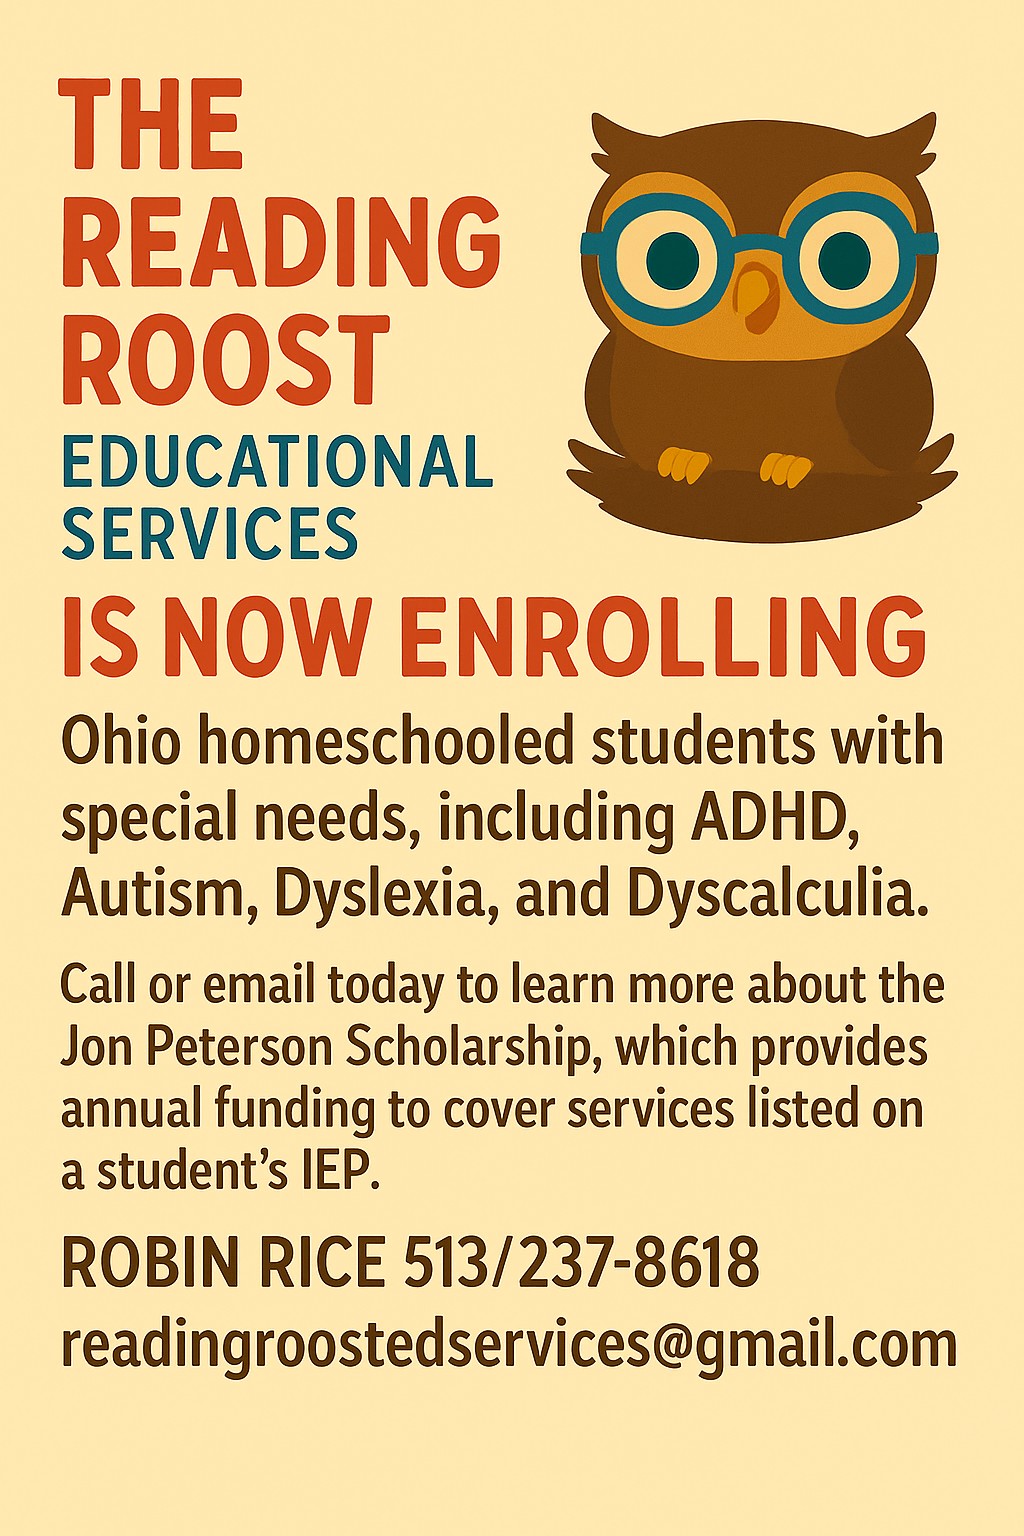 THE
READING
ROOST
EDUCATIONAL
SERVICES
IS NOW ENROLLING
Ohio homeschooled students with
special needs, including ADHD,
Autism, Dyslexia, and Dyscalculia.
Call or email today to learn more about the
Jon Peterson Scholarship, which provides
annual funding to cover services listed on
a student’s IEP.
ROBIN RICE 513/237-8618
readingroostedservices@gmail.com